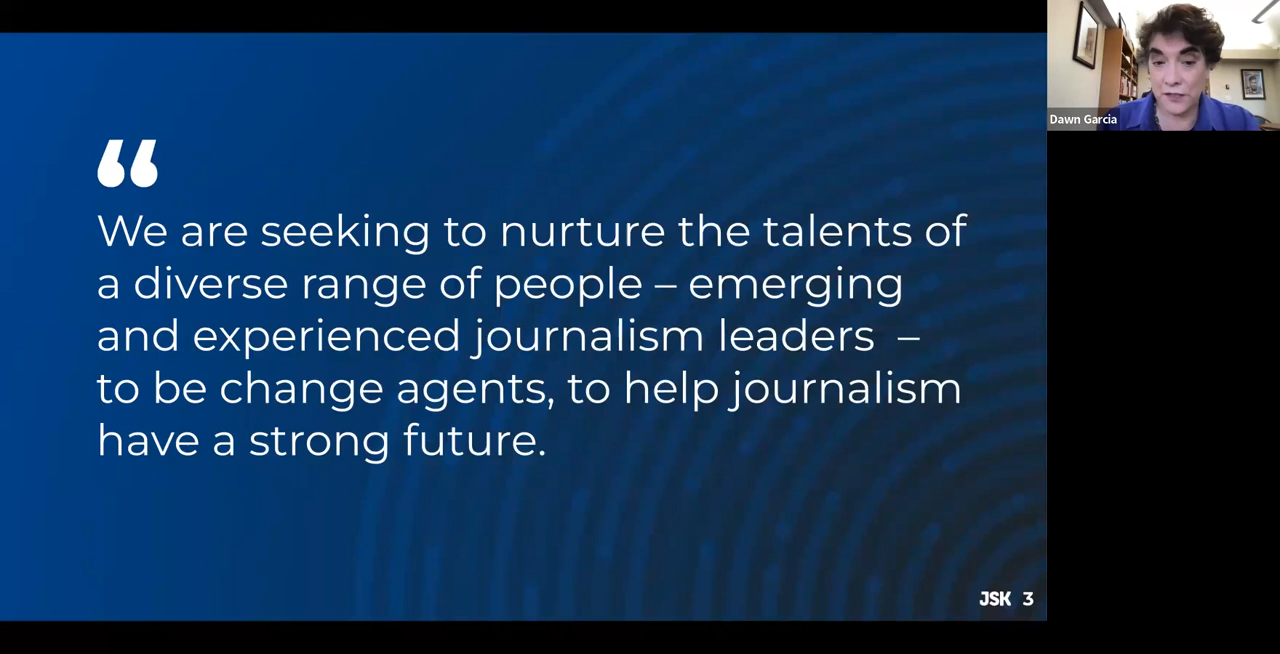 “
We are seeking to nurture the talents of
a diverse range of people – emerging
and experienced journalism leaders –
to be change agents, to help journalism
have a strong future.
JSK 3
Dawn Garcia